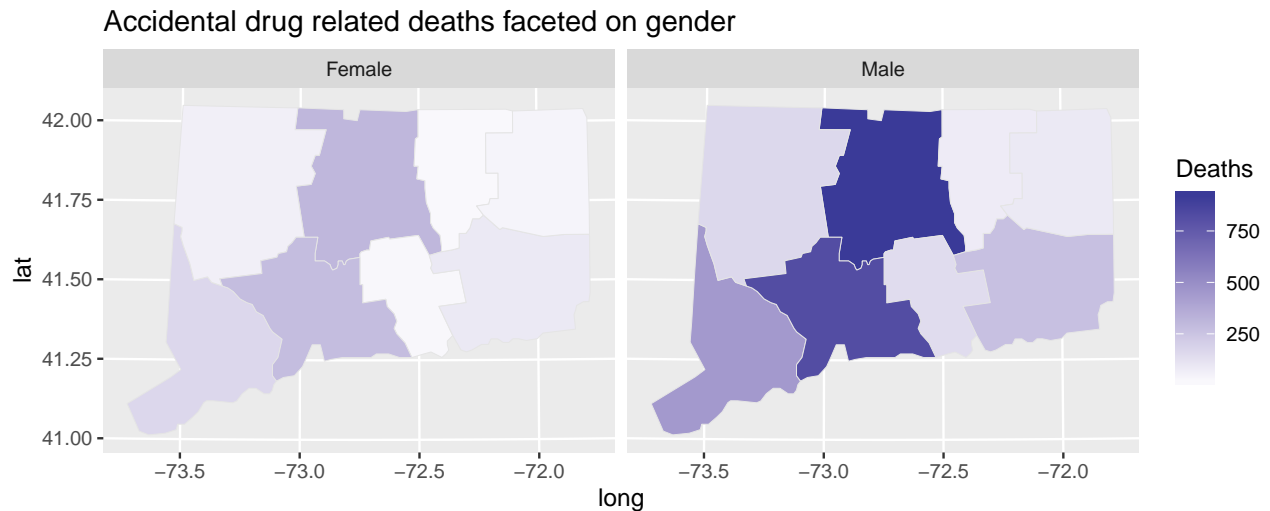 Accidental drug related deaths faceted on gender
Female
Male
42.00
41.75
41.50
41.25
41.00
lat
−73.5
−73.0
−72.5
−72.0
−73.5
−73.0
−72.5
−72.0
long
Deaths
750
500
250